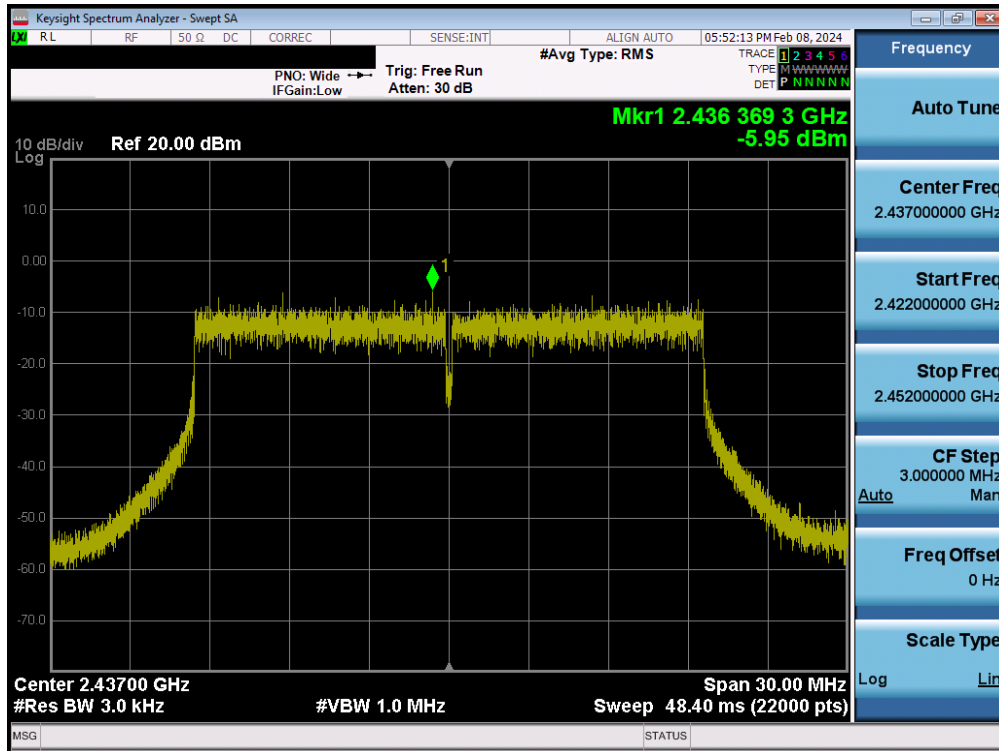 Keysight Spectrum Analyzer - Swept SA
LXI RL RF 50 Ω DC CORREC SENSE:INT ALIGN AUTO 05:52:13 PM Feb 08, 2024
#Avg Type: RMS TRACE 1 2 3 4 5 6
PNO: Wide Trig: Free Run TYPE M W W W W W
IFGain:Low Atten: 30 dB DET P N N N N N
Mkr1 2.436 369 3 GHz
-5.95 dBm
10 dB/div Ref 20.00 dBm
Log
10.0
0.00
1
-10.0
-20.0
-30.0
-40.0
-50.0
-60.0
-70.0
Center 2.43700 GHz Span 30.00 MHz
#Res BW 3.0 kHz #VBW 1.0 MHz Sweep 48.40 ms (22000 pts)
MSG STATUS
Frequency
Auto Tune
Center Freq
2.437000000 GHz
Start Freq
2.422000000 GHz
Stop Freq
2.452000000 GHz
CF Step
3.000000 MHz
Auto Man
Freq Offset
0 Hz
Scale Type
Log Lin